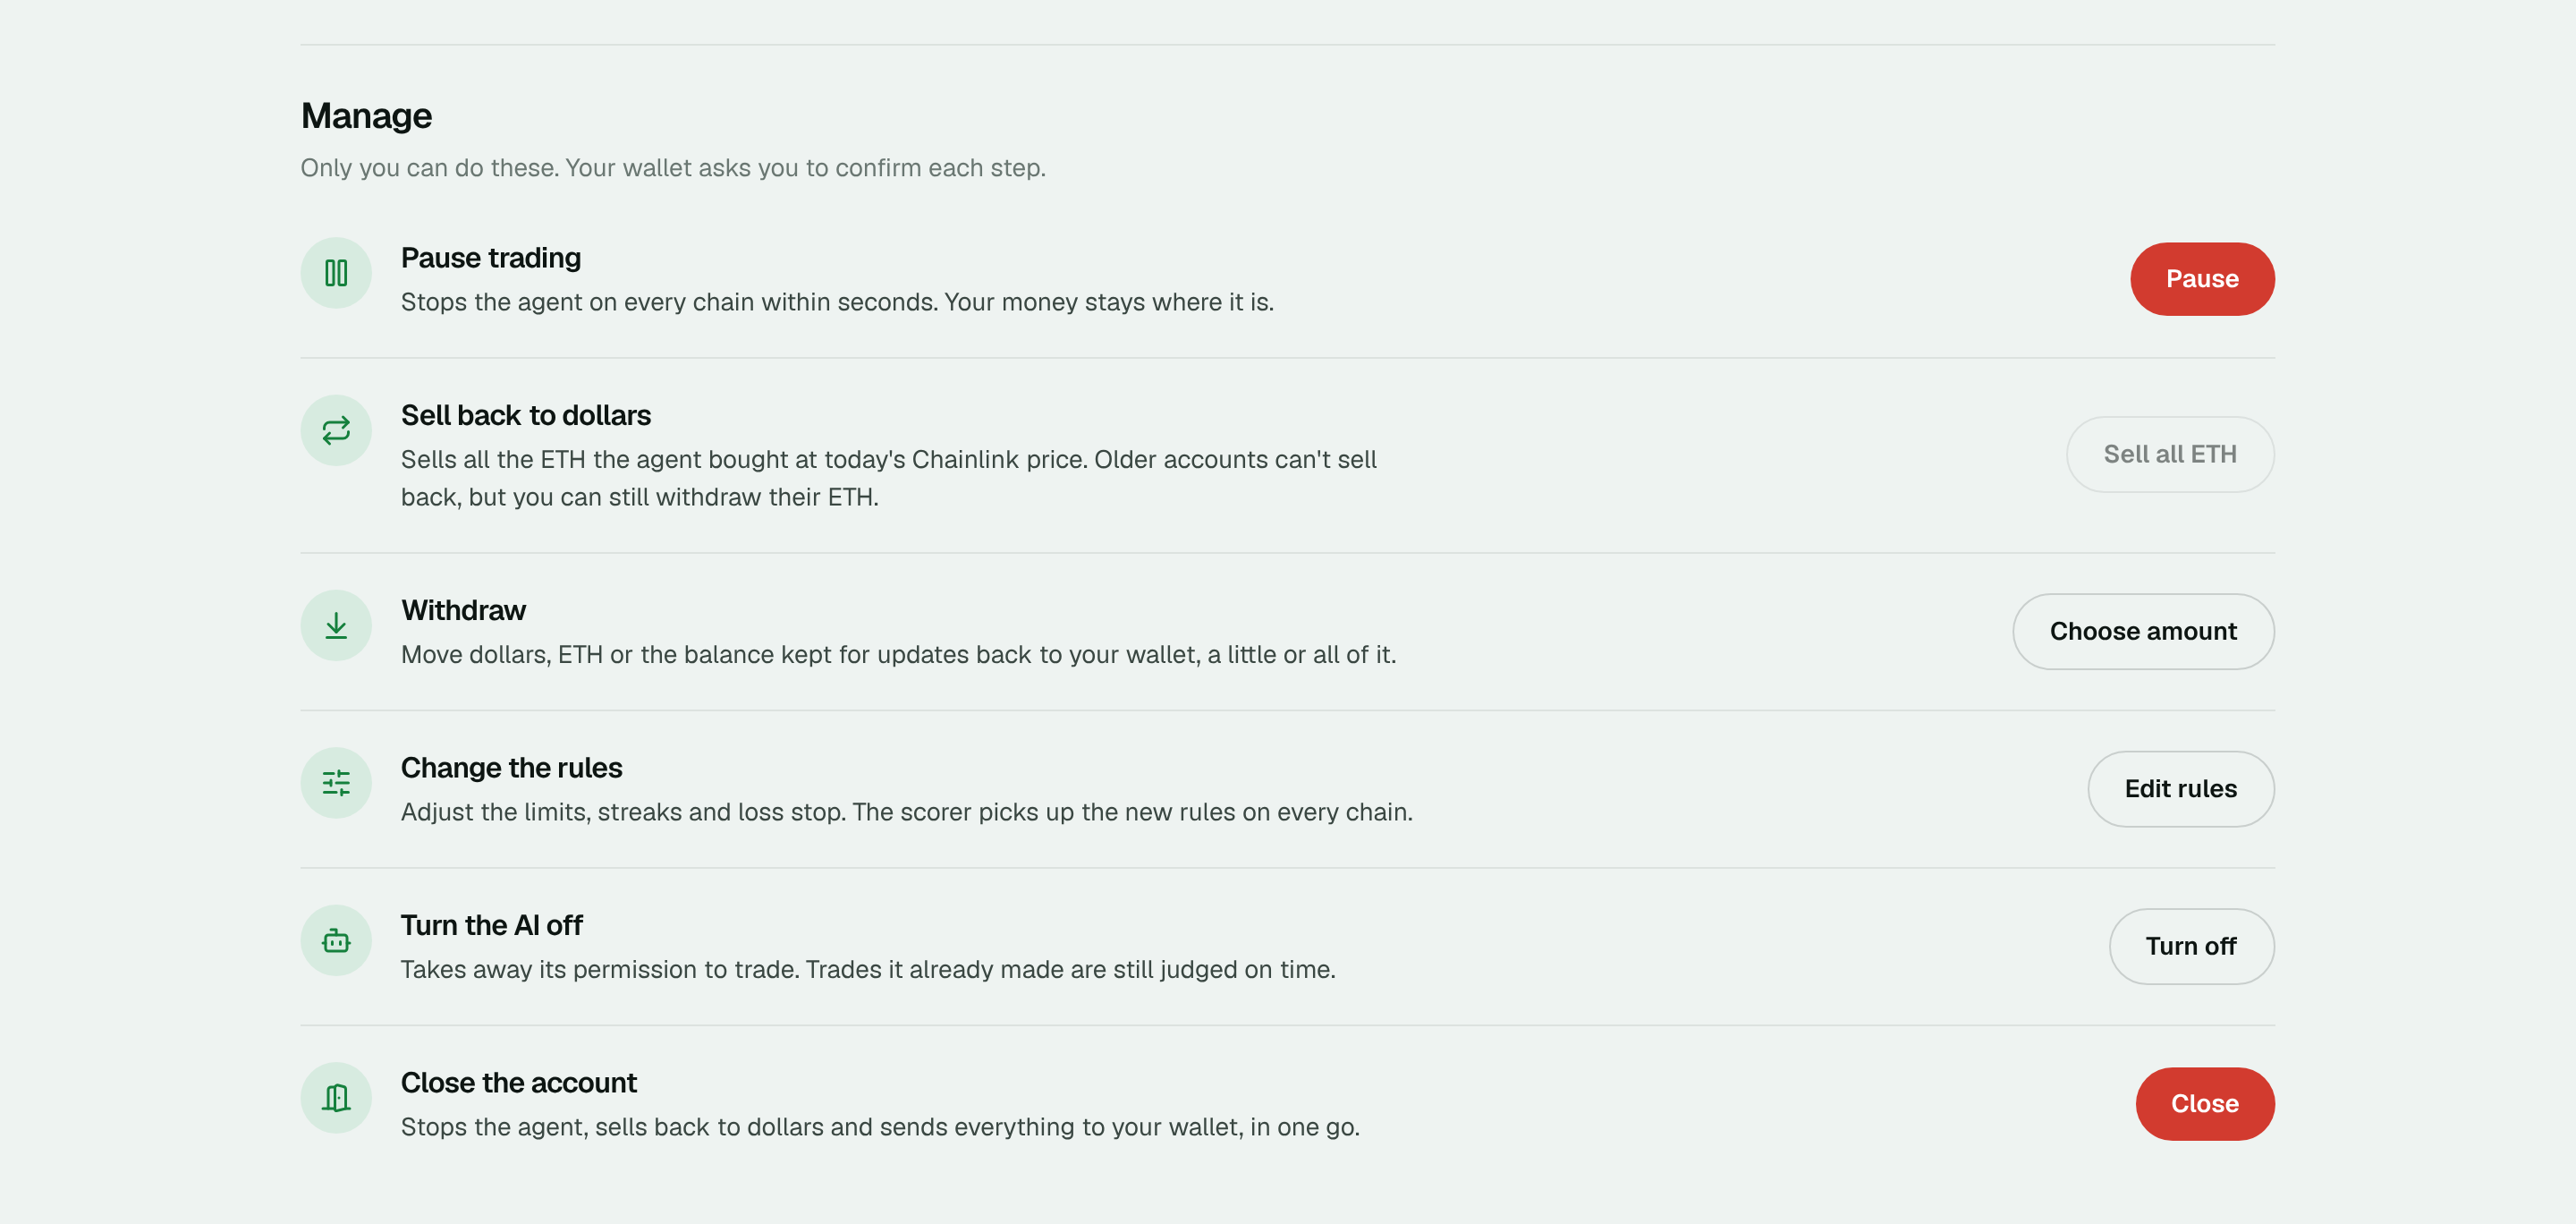 Manage
Only you can do these. Your wallet asks you to confirm each step.
Pause trading
Stops the agent on every chain within seconds. Your money stays where it is.
Pause
Sell back to dollars
Sells all the ETH the agent bought at today's Chainlink price. Older accounts can't sell
back, but you can still withdraw their ETH.
Sell all ETH
Withdraw
Move dollars, ETH or the balance kept for updates back to your wallet, a little or all of it.
Choose amount
Change the rules
Adjust the limits, streaks and loss stop. The scorer picks up the new rules on every chain.
Edit rules
Turn the AI off
Takes away its permission to trade. Trades it already made are still judged on time.
Turn off
Close the account
Stops the agent, sells back to dollars and sends everything to your wallet, in one go.
Close